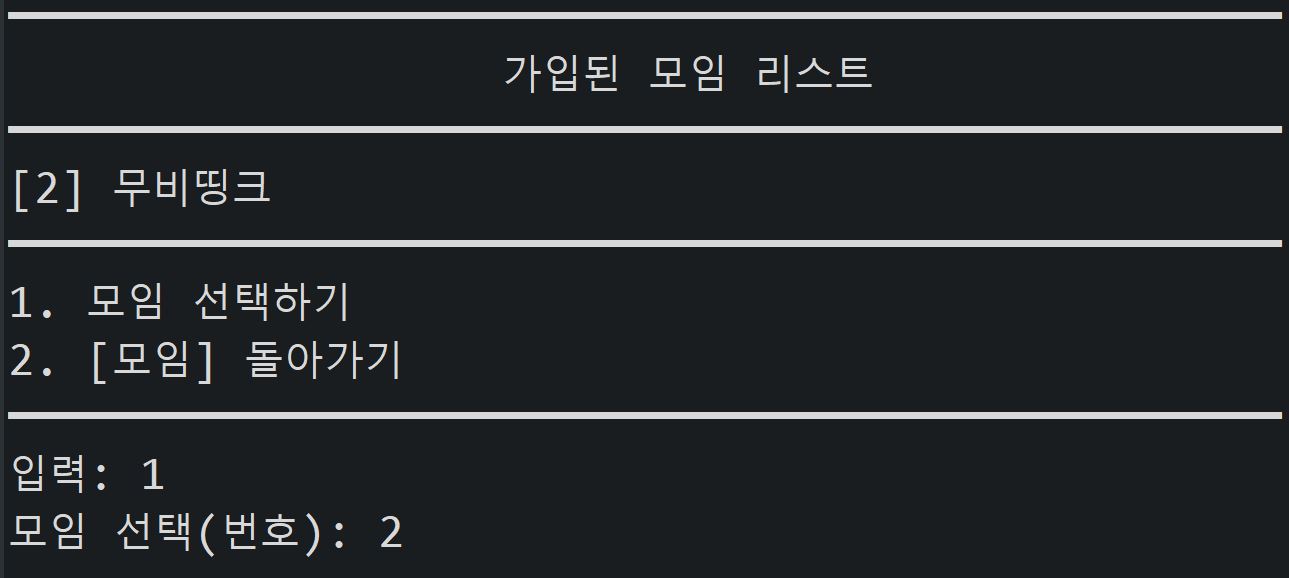 가입된 모임 리스트
[2] 무비띵크
1. 모임 선택하기
2. [모임] 돌아가기
입력: 1
모임 선택(번호): 2